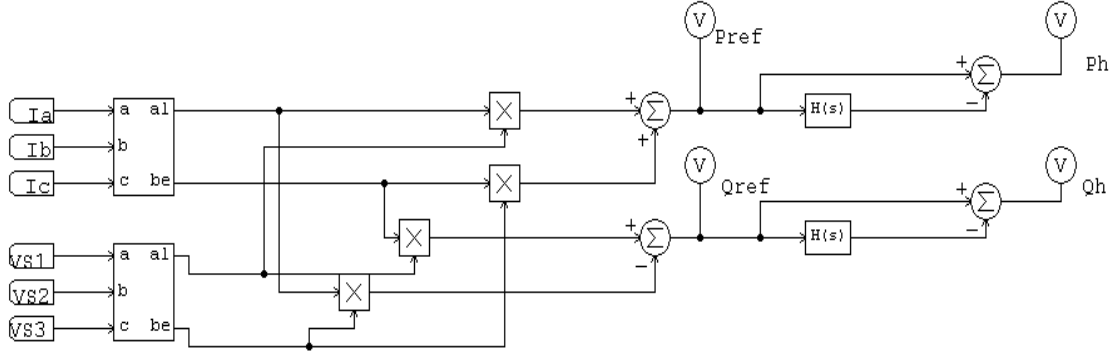 V
V
Pref
Ph
+
Σ
−
Ia
a
al
X
+
Σ
H(s)
Ib
b
+
Ic
c
be
X
V
Qref
V
Qh
+
Σ
−
X
+
Σ
H(s)
−
VS1
a
al
VS2
b
X
VS3
c
be